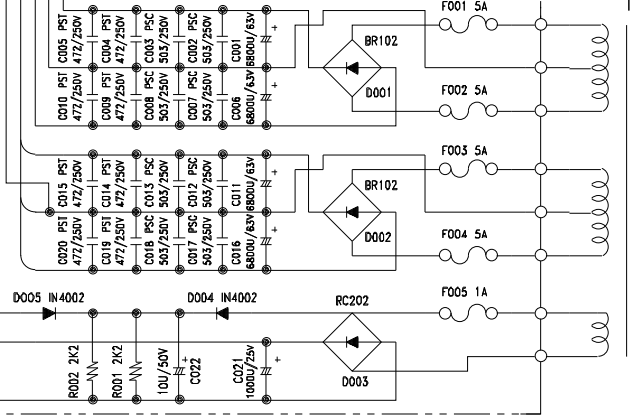 F001 5A
C005 PST
472/250V
C004 PST
472/250V
C003 PSC
503/250V
C002 PSC
503/250V
C001
6800U/63V
+
BR102
D001
F002 5A
C010 PST
472/250V
C009 PST
472/250V
C008 PSC
503/250V
C007 PSC
503/250V
C006
6800U/63V
+
F003 5A
C015 PST
472/250V
C014 PST
472/250V
C013 PSC
503/250V
C012 PSC
503/250V
C011
6800U/63V
+
BR102
D002
F004 5A
C020 PST
472/250V
C019 PST
472/250V
C018 PSC
503/250V
C017 PSC
503/250V
C016
6800U/63V
+
D005 IN4002
D004 IN4002
RC202
F005 1A
R002 2K2
R001 2K2
10U/50V
+
C022
C021
1000U/25V
+
D003